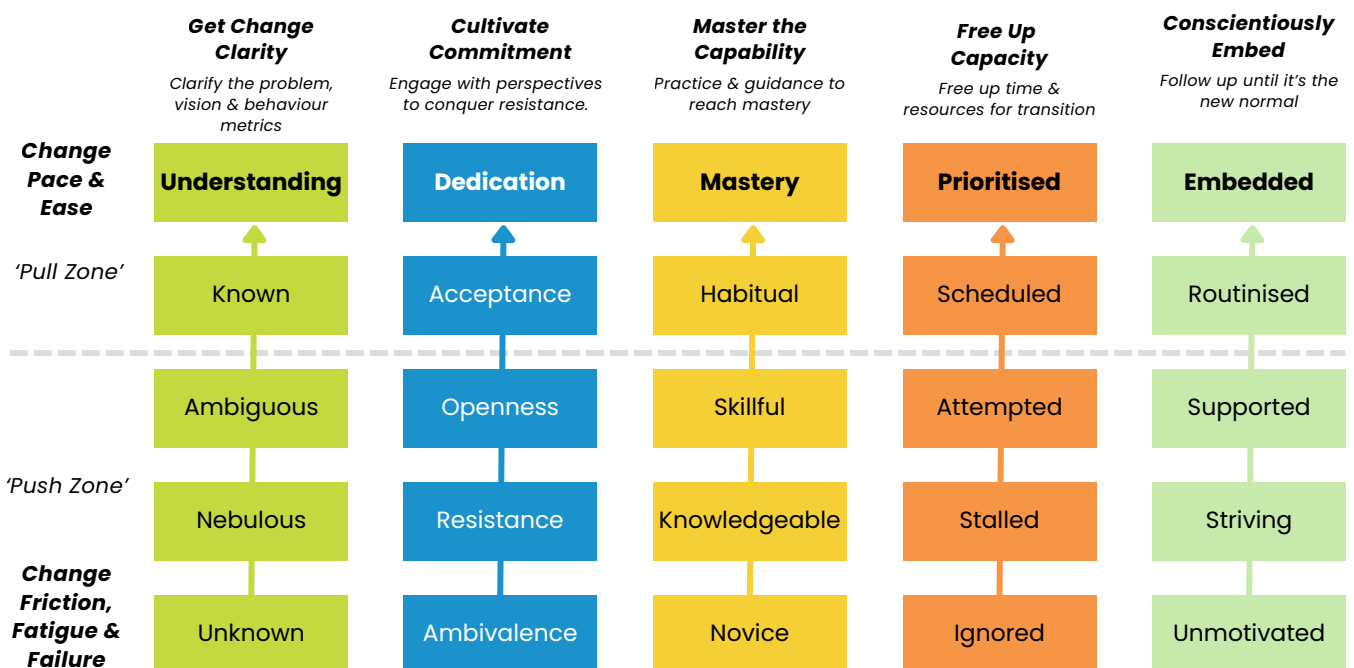 Get Change
Clarity
Clarify the problem,
vision & behaviour
metrics
Cultivate
Commitment
Engage with perspectives
to conquer resistance.
Master the
Capability
Practice & guidance to
reach mastery
Free Up
Capacity
Free up time &
resources for transition
Conscientiously
Embed
Follow up until it's the
new normal
Change
Pace &
Ease
Understanding
Dedication
Mastery
Prioritised
Embedded
'Pull Zone'
Known
Acceptance
Habitual
Scheduled
Routinised
Ambiguous
Openness
Skillful
Attempted
Supported
'Push Zone'
Nebulous
Resistance
Knowledgeable
Stalled
Striving
Change
Friction,
Fatigue &
Failure
Unknown
Ambivalence
Novice
Ignored
Unmotivated